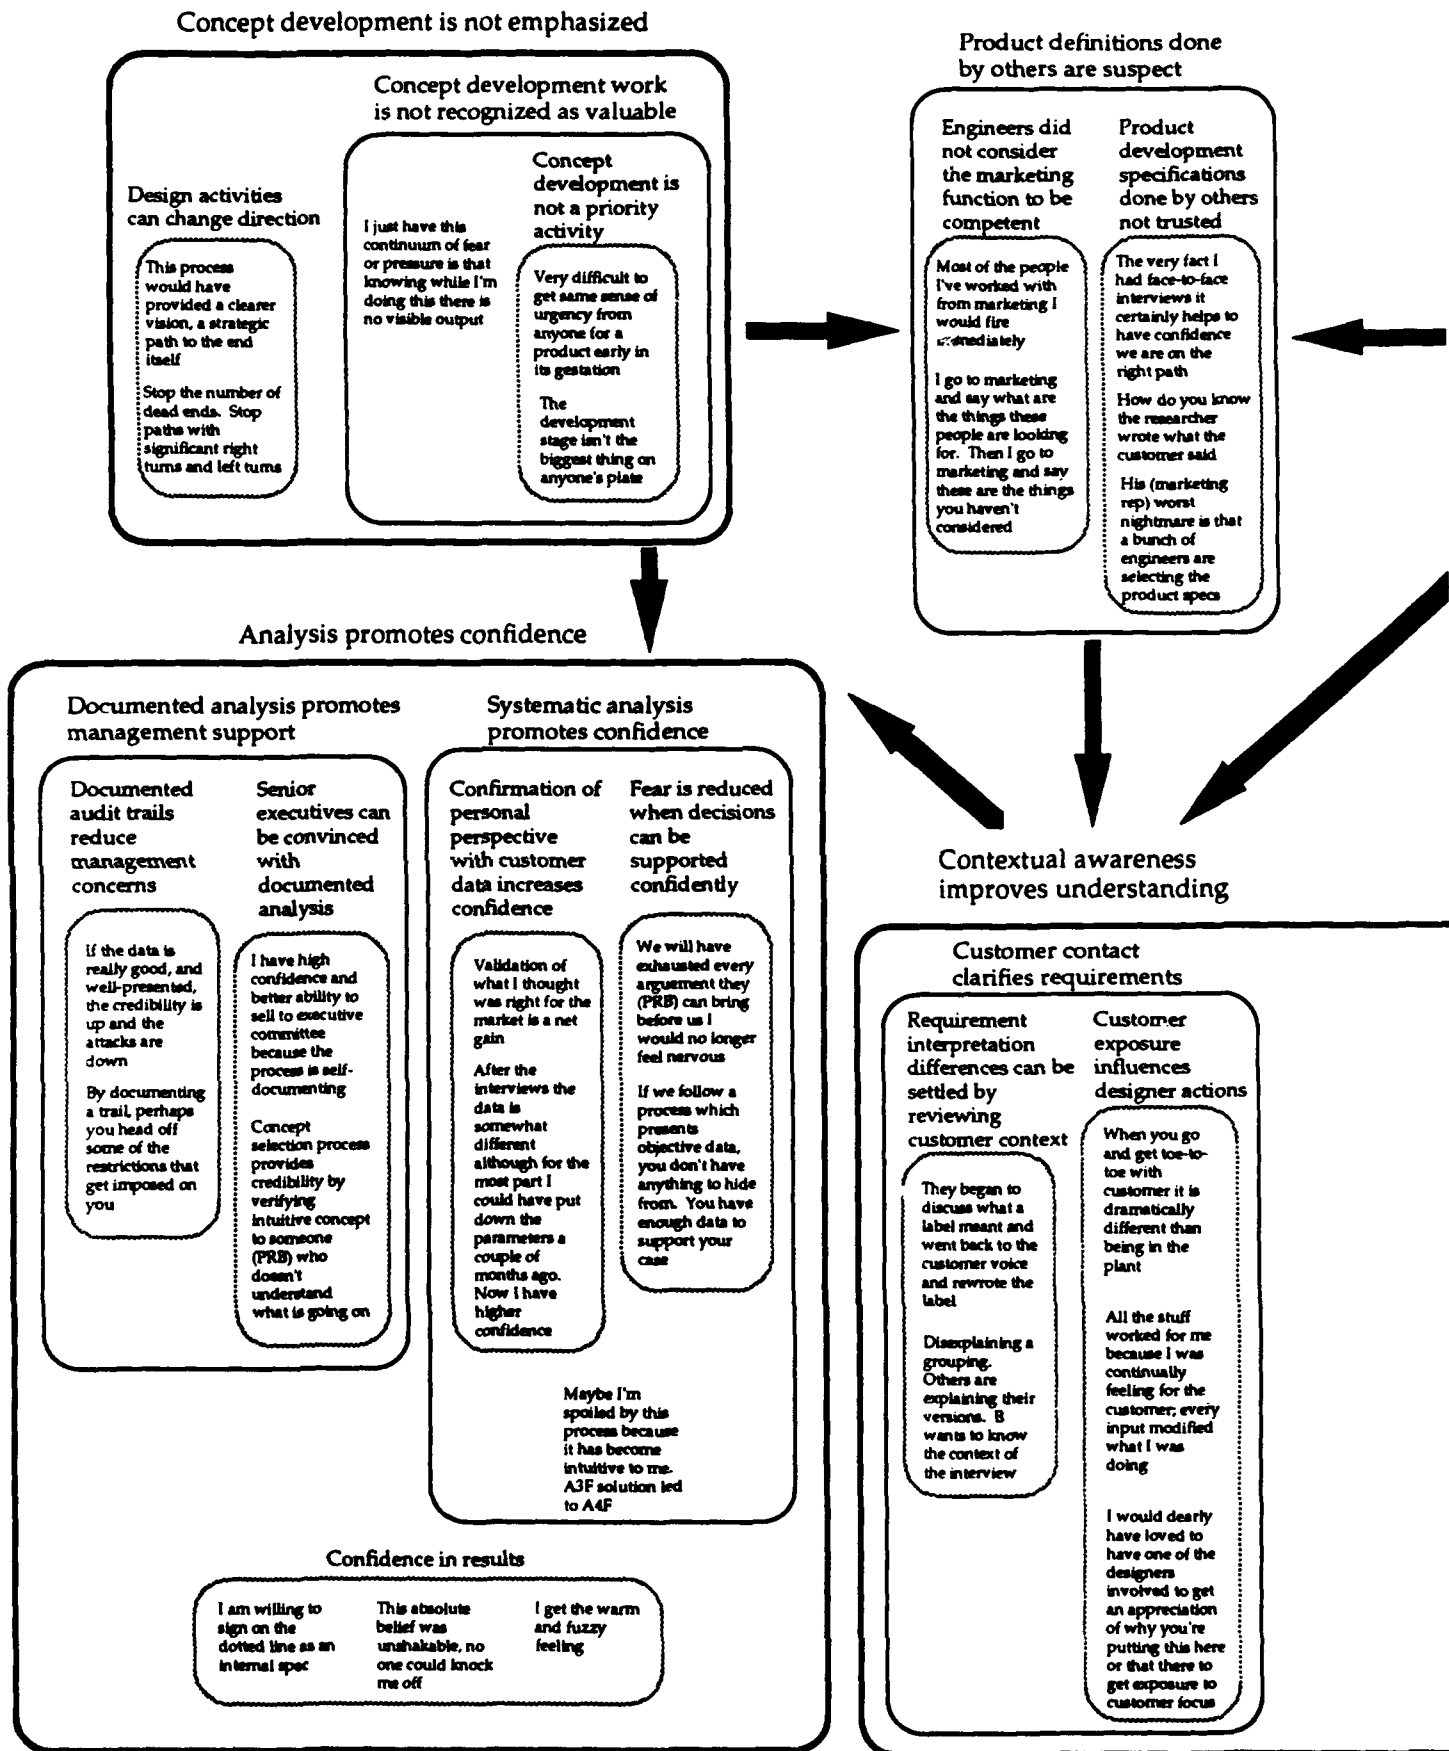 Concept development is not emphasized
Concept development work
is not recognized as valuable
Design activities
can change direction
This process
would have
provided a clearer
vision, a strategic
path to the end
itself
Stop the number of
dead ends. Stop
paths with
significant right
turns and left turns
I just have this
continuum of fear
or pressure is that
knowing while I'm
doing this there is
no visible output
Concept
development is
not a priority
activity
Very difficult to
get same sense of
urgency from
anyone for a
product early in
its gestation
The
development
stage isn't the
biggest thing on
anyone's plate
Product definitions done
by others are suspect
Engineers did
not consider
the marketing
function to be
competent
Most of the people
I've worked with
from marketing I
would fire
immediately
I go to marketing
and say what are
the things these
people are looking
for. Then I go to
marketing and say
these are the things
you haven't
considered
Product
development
specifications
done by others
not trusted
The very fact I
had face-to-face
interviews it
certainly helps to
have confidence
we are on the
right path
How do you know
the researcher
wrote what the
customer said
His (marketing
rep) worst
nightmare is that
a bunch of
engineers are
selecting the
product specs
Analysis promotes confidence
Documented analysis promotes
management support
Documented
audit trails
reduce
management
concerns
If the data is
really good, and
well-presented,
the credibility is
up and the
attacks are
down
By documenting
a trail, perhaps
you head off
some of the
restrictions that
get imposed on
you
Senior
executives can
be convinced
with
documented
analysis
I have high
confidence and
better ability to
sell to executive
committee
because the
process is self-
documenting
Concept
selection process
provides
credibility by
verifying
intuitive concept
to someone
(PRB) who
doesn't
understand
what is going on
Systematic analysis
promotes confidence
Confirmation of
personal
perspective
with customer
data increases
confidence
Validation of
what I thought
was right for the
market is a net
gain
After the
interviews the
data is
somewhat
different
although for the
most part I
could have put
down the
parameters a
couple of
months ago.
Now I have
higher
confidence
Fear is reduced
when decisions
can be
supported
confidently
We will have
exhausted every
arguement they
(PRB) can bring
before us I
would no longer
feel nervous
If we follow a
process which
presents
objective data,
you don't have
anything to hide
from. You have
enough data to
support your
case
Maybe I'm
spoiled by this
process because
it has become
intuitive to me.
A3F solution led
to A4F
Confidence in results
I am willing to
sign on the
dotted line as an
internal spec
This absolute
belief was
unshakable, no
one could knock
me off
I get the warm
and fuzzy
feeling
Contextual awareness
improves understanding
Customer contact
clarifies requirements
Requirement
interpretation
differences can be
settled by
reviewing
customer context
They began to
discuss what a
label meant and
went back to the
customer voice
and rewrote the
label
Disexplaining a
grouping.
Others are
explaining their
versions. B
wants to know
the context of
the interview
Customer
exposure
influences
designer actions
When you go
and get toe-to-
toe with
customer it is
dramatically
different than
being in the
plant
All the stuff
worked for me
because I was
continually
feeling for the
customer; every
input modified
what I was
doing
I would dearly
have loved to
have one of the
designers
involved to get
an appreciation
of why you're
putting this here
or that there to
get exposure to
customer focus